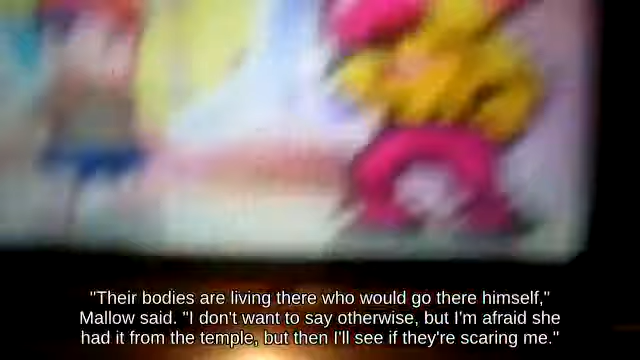 "Their bodies are living there who would go there himself,"
Mallow said. "I don't want to say otherwise, but I'm afraid she
had it from the temple, but then I'll see if they're scaring me."